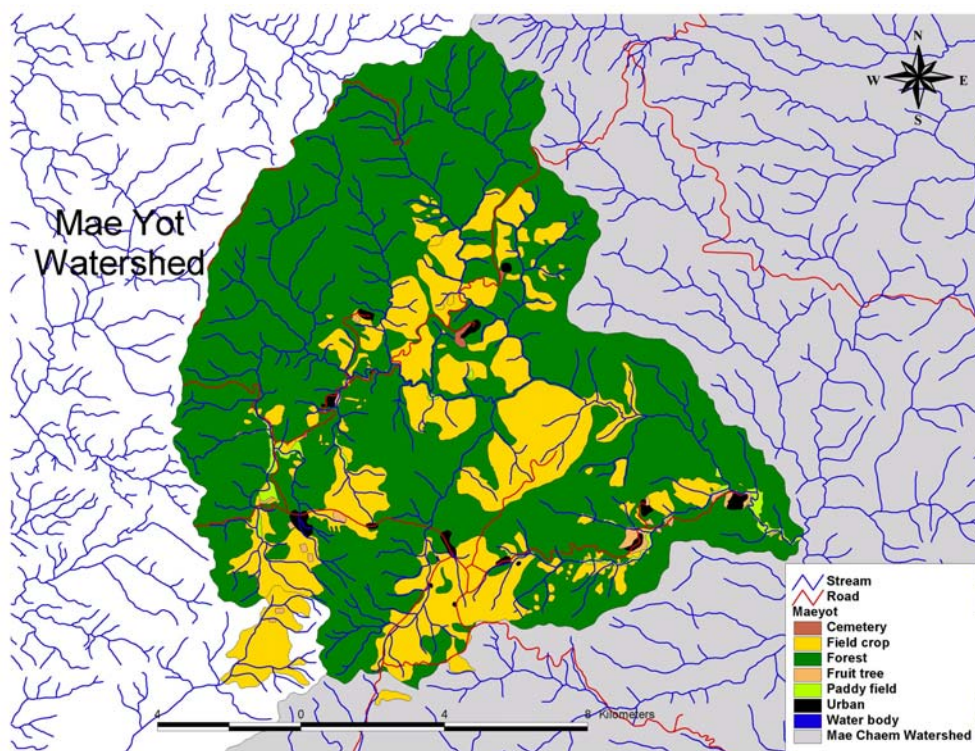 N
W E
S
Mae Yot
Watershed
Stream
Road
Maeyot
Cemetery
Field crop
Forest
Fruit tree
Paddy field
Urban
Water body
Mae Chaem Watershed
4 0 4 8 Kilometers